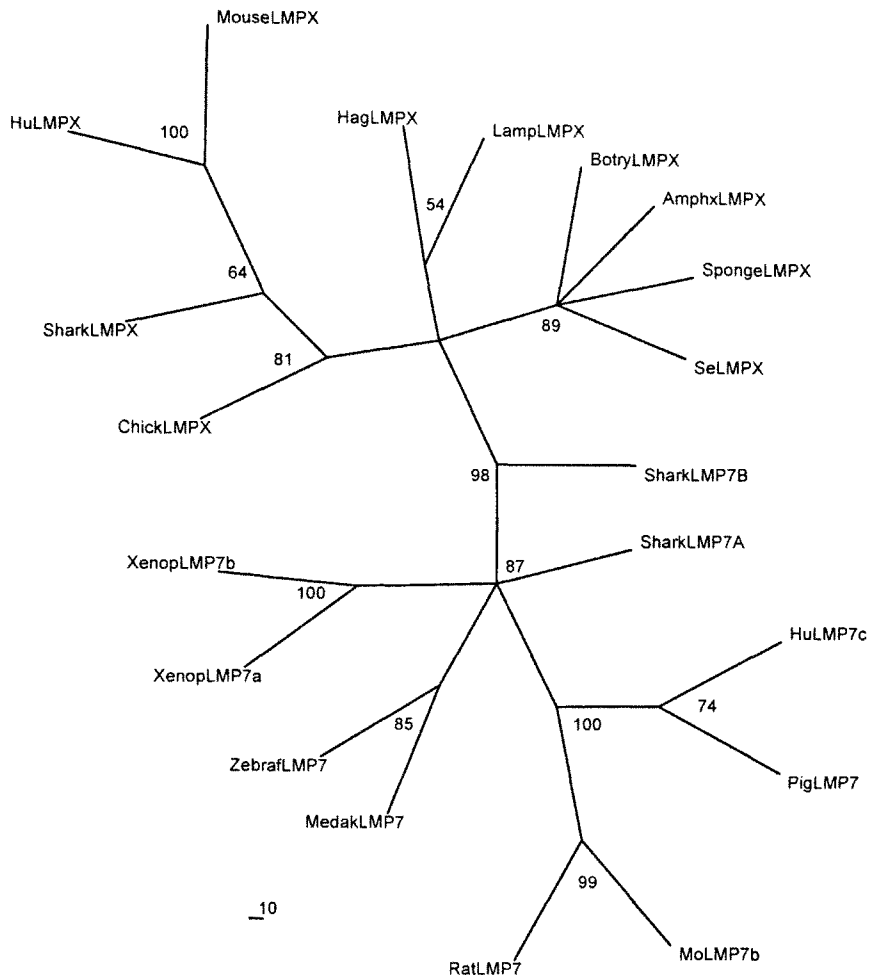 MouseLMPX
HuLMPX
100
HagLMPX
LampLMPX
BotryLMPX
54
AmphxLMPX
64
SpongeLMPX
SharkLMPX
89
81
SeLMPX
ChickLMPX
98
SharkLMP7B
SharkLMP7A
XenopLMP7b
87
100
HuLMP7c
XenopLMP7a
74
85
100
ZebrafLMP7
PigLMP7
MedakLMP7
99
10
MoLMP7b
RatLMP7